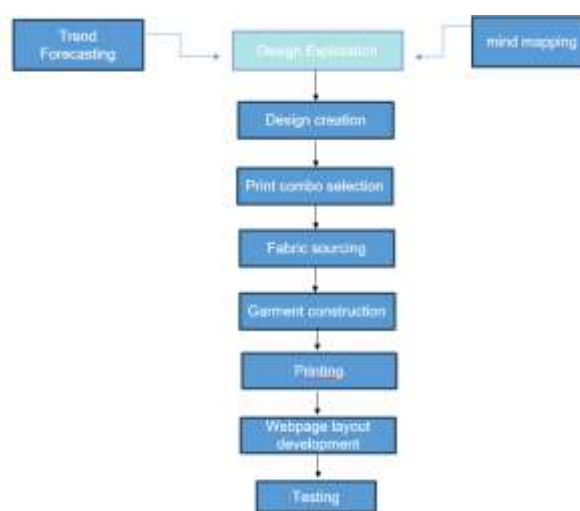 Trend
Forecasting
Design Exploration
mind mapping
Design creation
Print combo selection
Fabric sourcing
Garment construction
Printing
Webpage layout
development
Testing